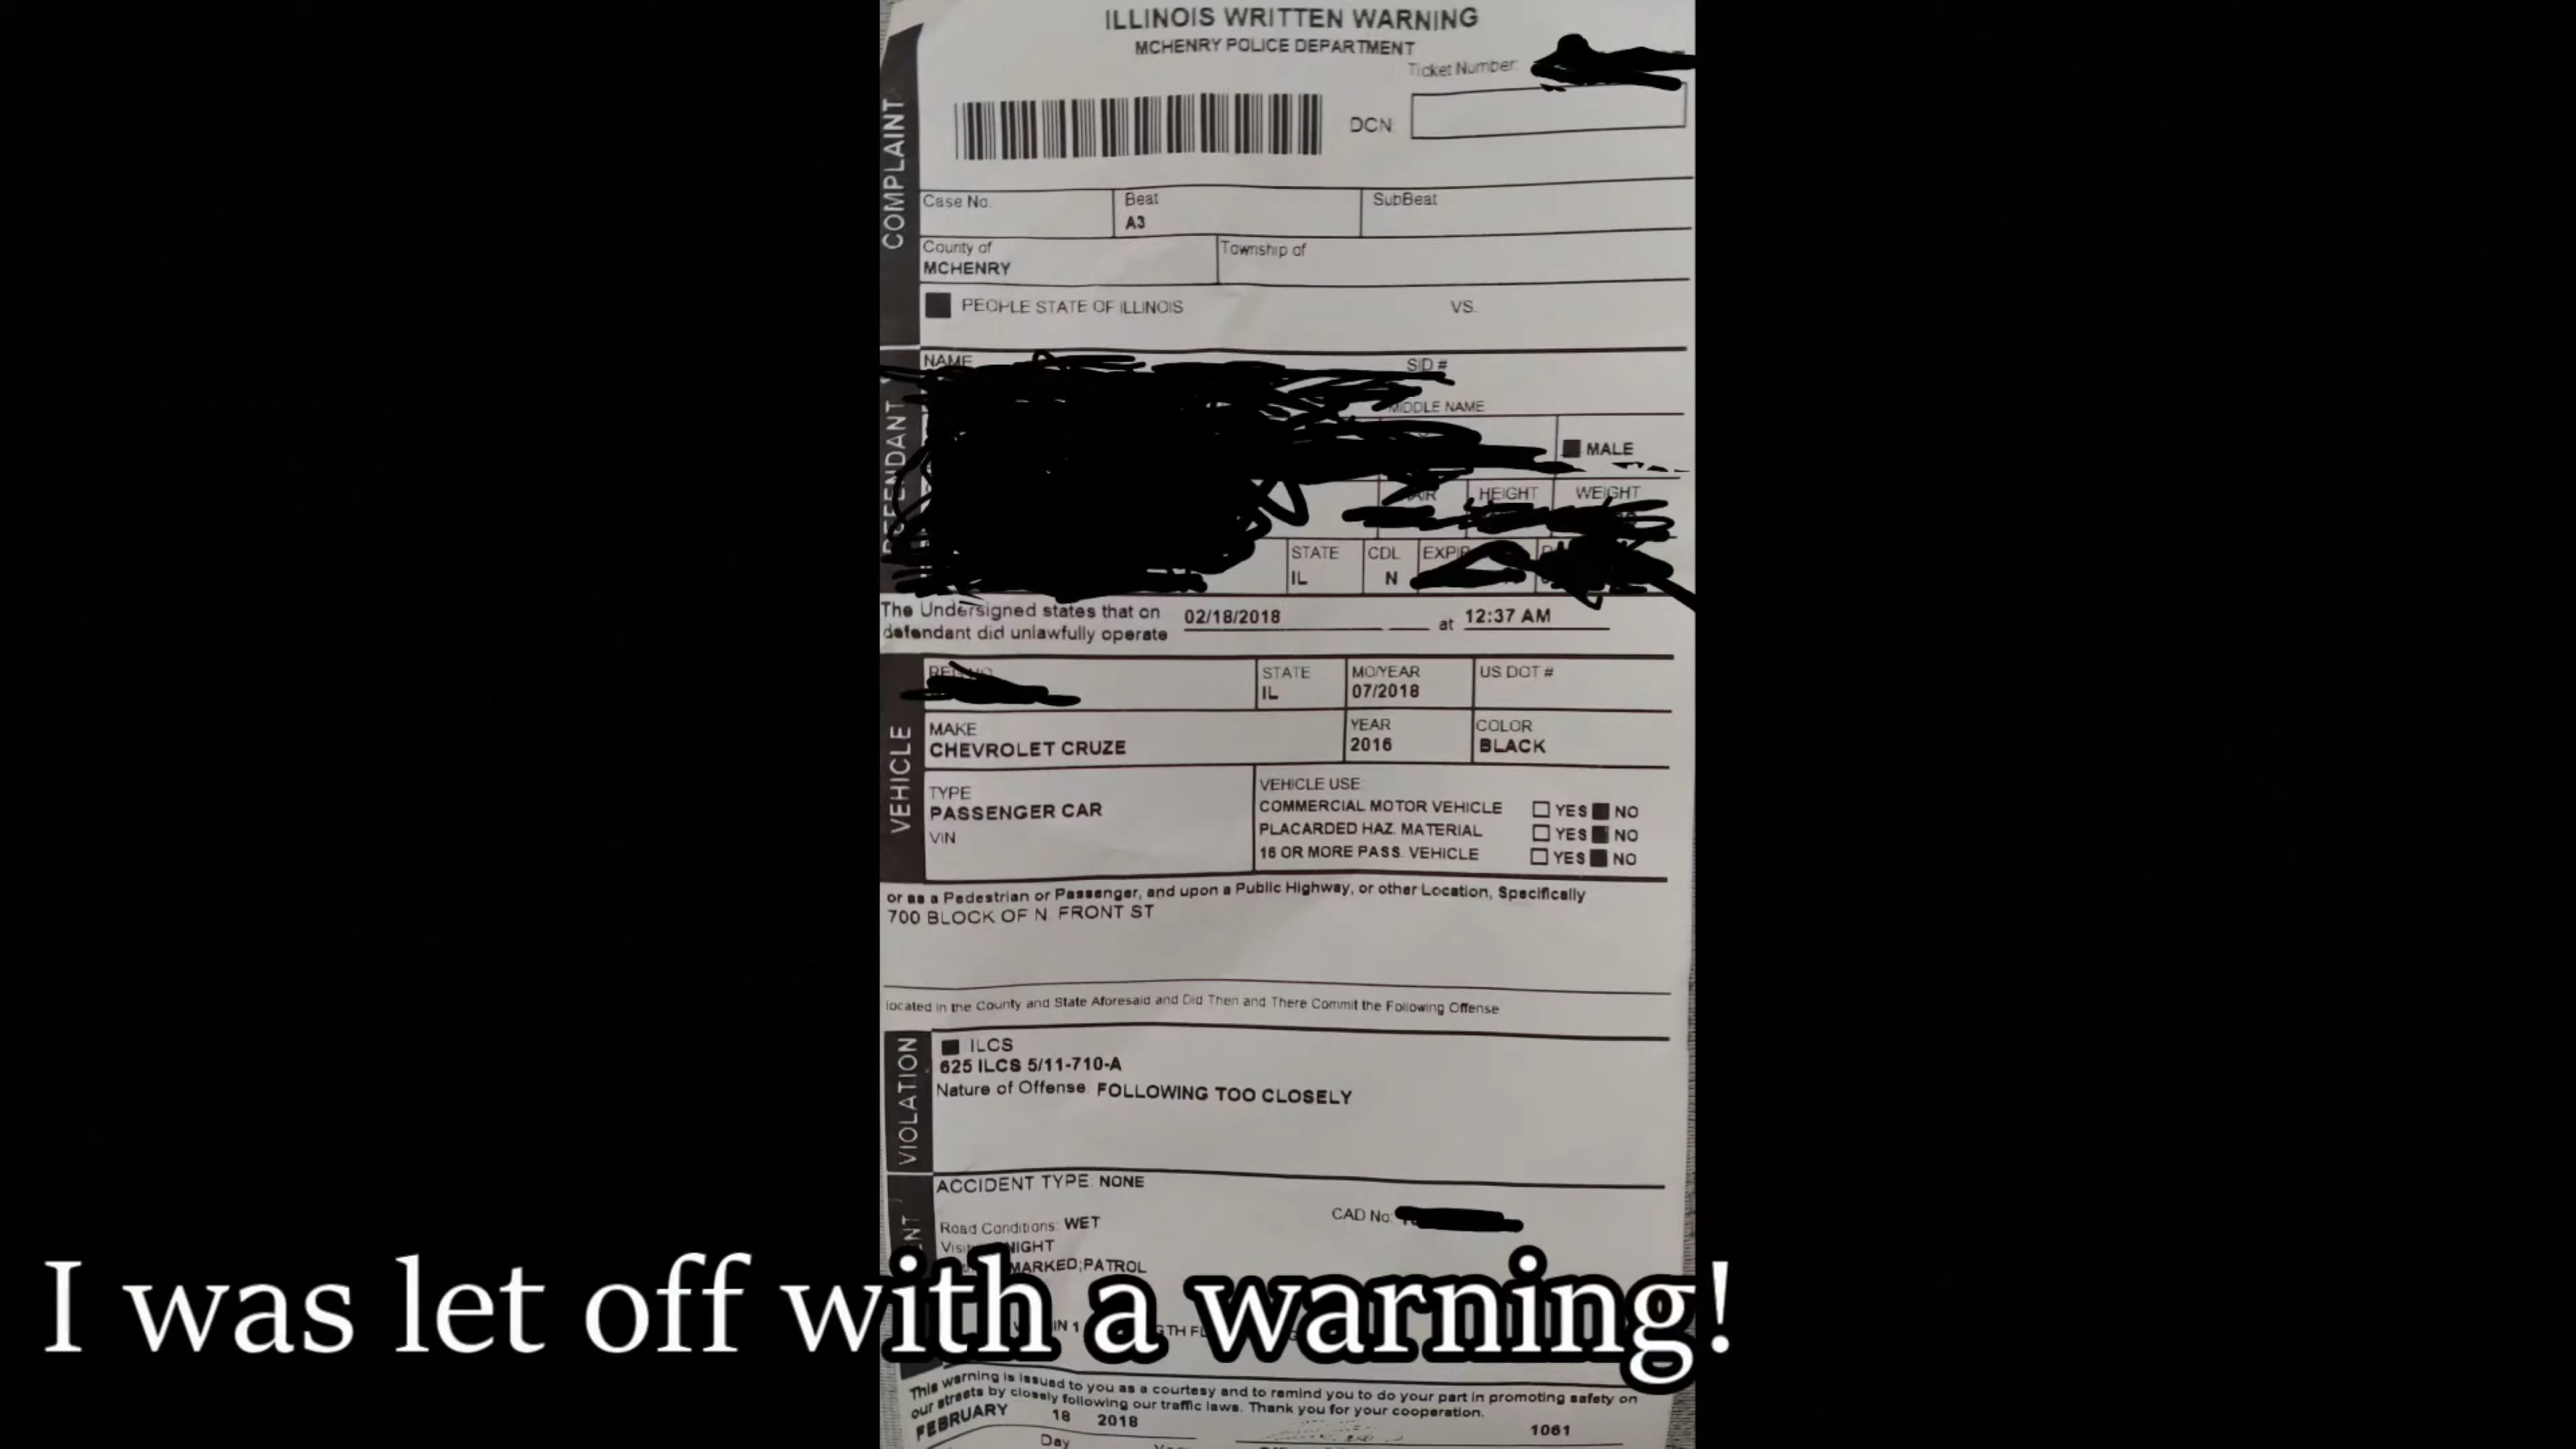 ILLINOIS WRITTEN WARNING
MCHENRY POLICE DEPARTMENT
Ticket Number:
DCN:
COMPLAINT
Case No.
Beat
SubBeat
A3
County of
Township of
MCHENRY
PEOPLE STATE OF ILLINOIS VS.
DEFENDANT
NAME
SID #
MIDDLE NAME
MALE
HEIGHT WEIGHT
STATE CDL
IL N
The Undersigned states that on 02/18/2018 at 12:37 AM
defendant did unlawfully operate
VEHICLE
STATE MO/YEAR US DOT #
IL 07/2018
MAKE YEAR COLOR
CHEVROLET CRUZE 2016 BLACK
TYPE
PASSENGER CAR
VIN
VEHICLE USE:
COMMERCIAL MOTOR VEHICLE YES NO
PLACARDED HAZ. MATERIAL YES NO
16 OR MORE PASS. VEHICLE YES NO
or as a Pedestrian or Passenger, and upon a Public Highway, or other Location, Specifically
700 BLOCK OF N. FRONT ST
located in the County and State Aforesaid and Did Then and There Commit the Following Offense
VIOLATION
ILCS
625 ILCS 5/11-710-A
Nature of Offense: FOLLOWING TOO CLOSELY
ACCIDENT TYPE: NONE
CAD No:
Road Conditions: WET
NIGHT
MARKED;PATROL
I was let off with a warning!
This warning is issued to you as a courtesy and to remind you to do your part in promoting safety on
our streets by closely following our traffic laws. Thank you for your cooperation.
FEBRUARY 18 2018 1061
Day